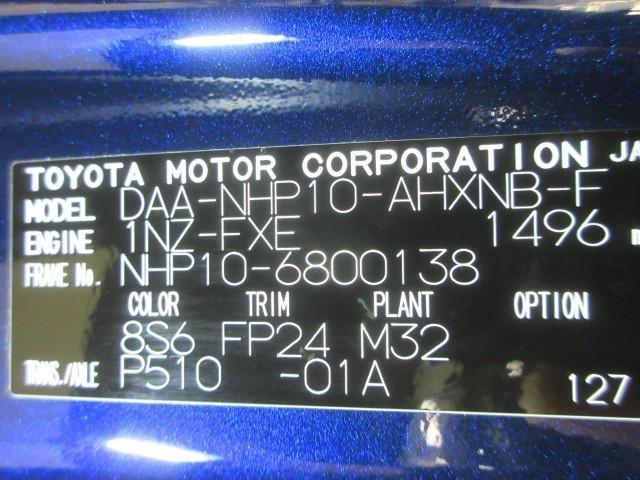 TOYOTA MOTOR CORPORATION JA
MODEL DAA-NHP10-AHXNB-F
ENGINE 1NZ-FXE 1496 m
FRAME No. NHP10-6800138
COLOR TRIM PLANT OPTION
8S6 FP24 M32
TRANS./AXLE P510 -01A 127